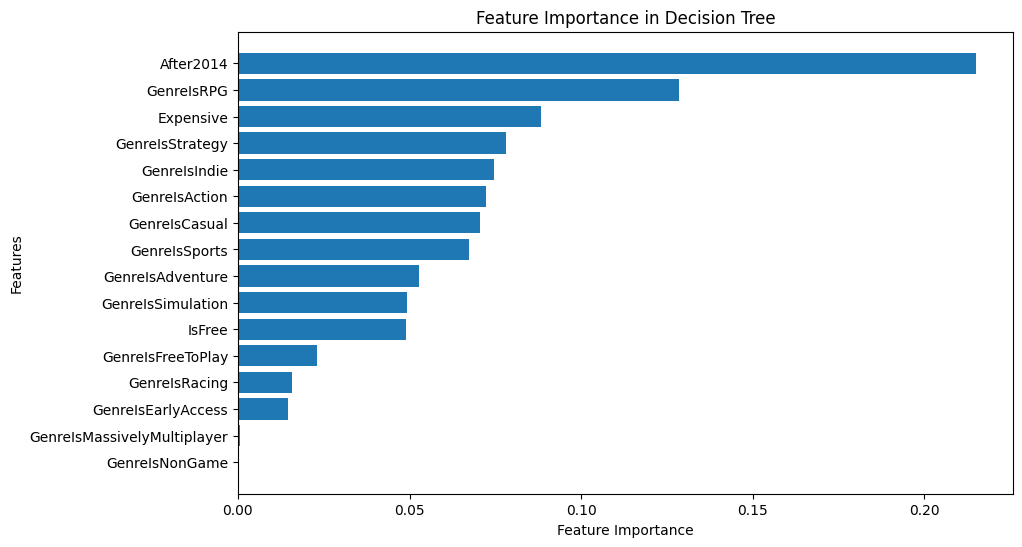 Feature Importance in Decision Tree
Features
After2014
GenreIsRPG
Expensive
GenreIsStrategy
GenreIsIndie
GenreIsAction
GenreIsCasual
GenreIsSports
GenreIsAdventure
GenreIsSimulation
IsFree
GenreIsFreeToPlay
GenreIsRacing
GenreIsEarlyAccess
GenreIsMassivelyMultiplayer
GenreIsNonGame
0.00 0.05 0.10 0.15 0.20
Feature Importance